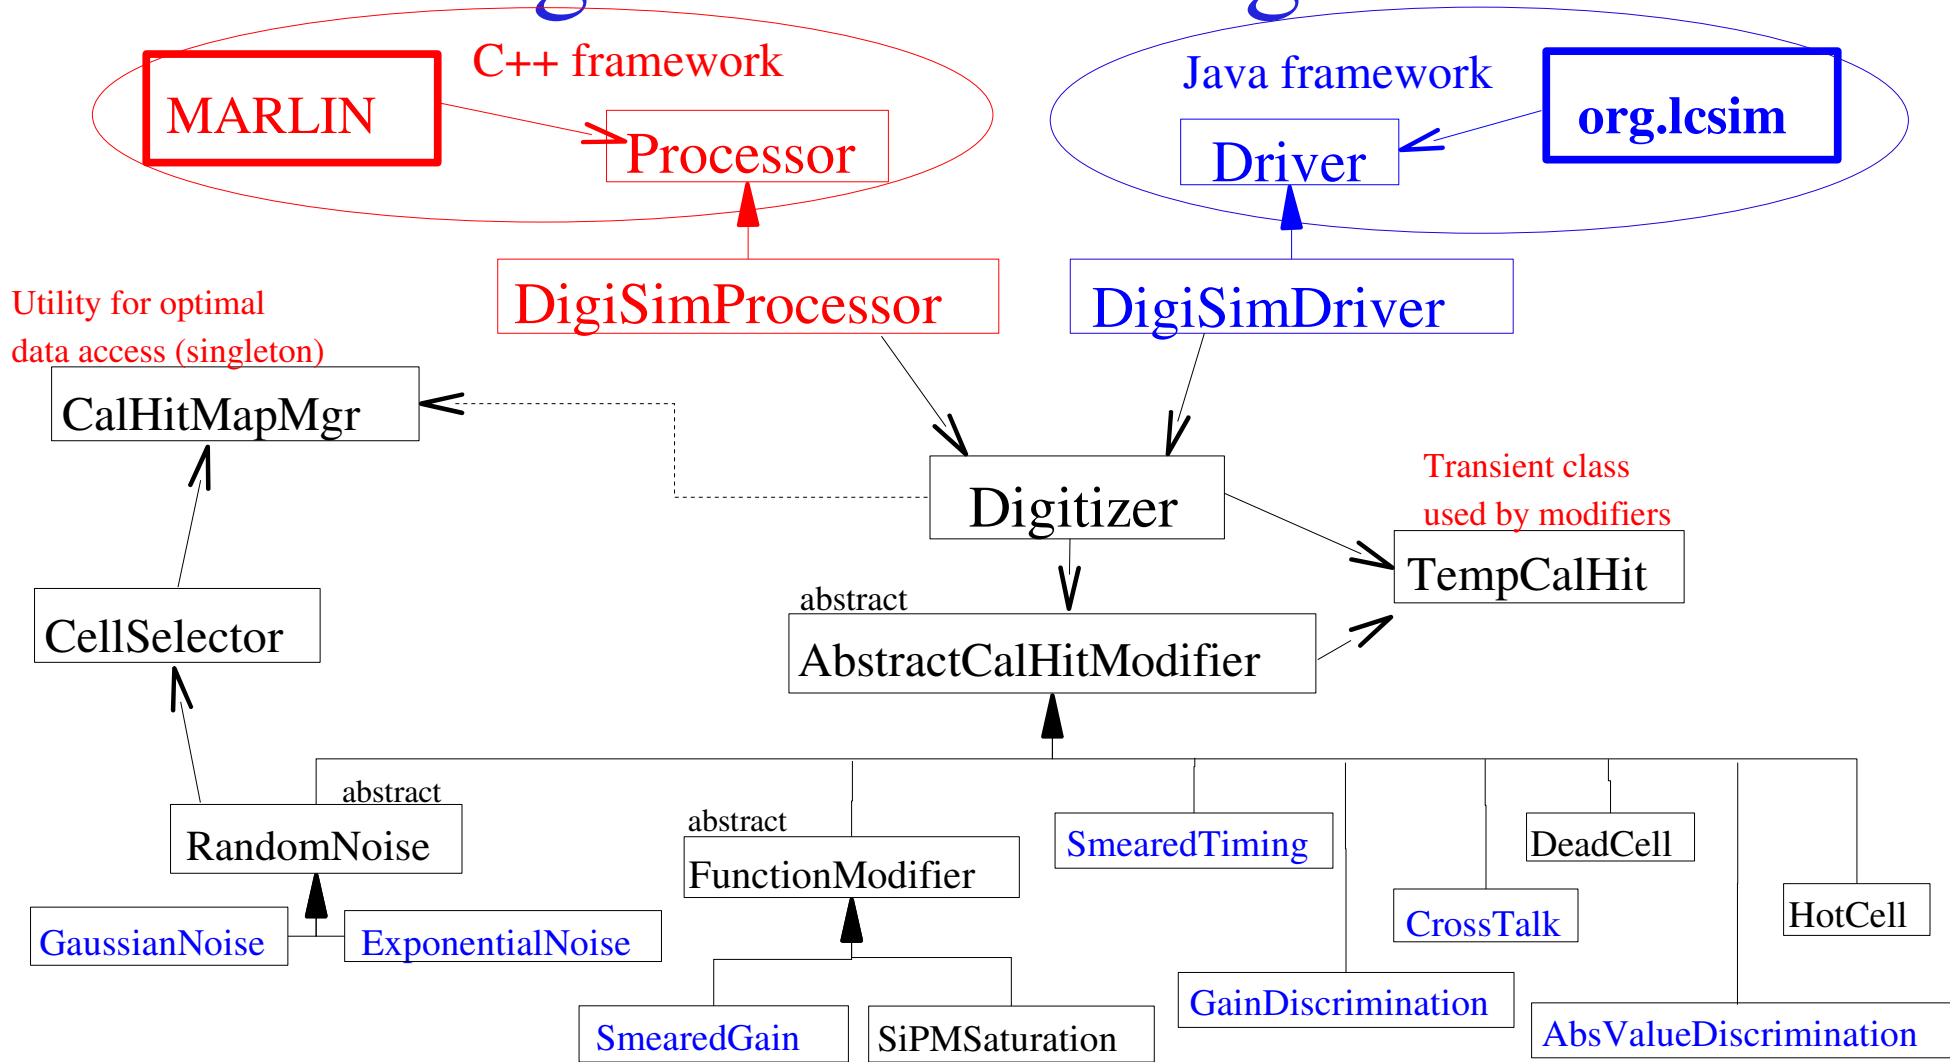 C++ framework
MARLIN
Processor
Java framework
org.lcsim
Driver
DigiSimProcessor
DigiSimDriver
Utility for optimal
data access (singleton)
CalHitMapMgr
Digitizer
Transient class
used by modifiers
TempCalHit
CellSelector
abstract
AbstractCalHitModifier
abstract
RandomNoise
abstract
FunctionModifier
SmearedTiming
DeadCell
CrossTalk
HotCell
GaussianNoise
ExponentialNoise
GainDiscrimination
SmearedGain
SiPMSaturation
AbsValueDiscrimination